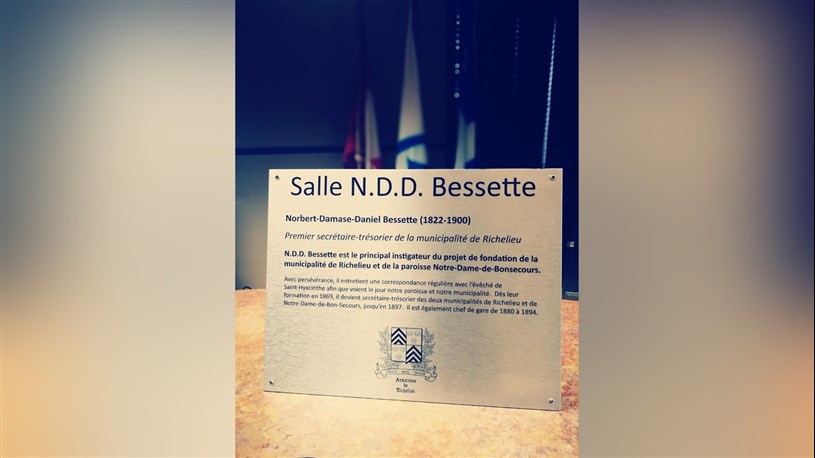 Salle N.D.D. Bessette
Norbert-Damase-Daniel Bessette (1822-1900)
Premier secrétaire-trésorier de la municipalité de Richelieu
N.D.D. Bessette est le principal instigateur du projet de fondation de la
municipalité de Richelieu et de la paroisse Notre-Dame-de-Bonsecours.
Avec persévérance, il entretient une correspondance régulière avec l'évêché de
Saint-Hyacinthe afin que voient le jour notre paroisse et notre municipalité. Dès leur
formation en 1869, il devient secrétaire-trésorier des deux municipalités de Richelieu et de
Notre-Dame-de-Bon-Secours, jusqu'en 1897. Il est également chef de gare de 1880 à 1894.
Armoiries
de
Richelieu